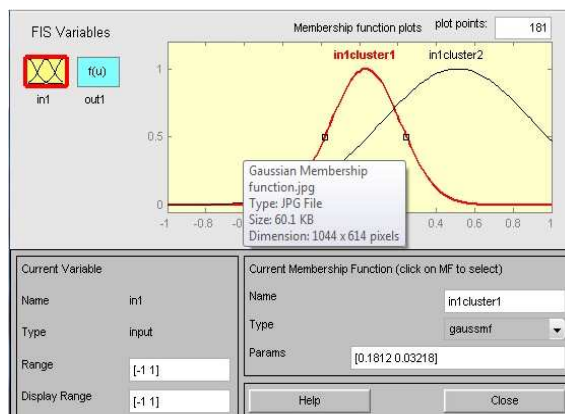 FIS Variables
Membership function plots
plot points:
181
f(u)
in1
out1
in1cluster1
in1cluster2
1
0.5
0
-1
-0.8
-0.6
0.4
0.6
0.8
1
Gaussian Membership
function.jpg
Type: JPG File
Size: 60.1 KB
Dimension: 1044 x 614 pixels
Current Variable
Name
in1
Type
input
Range
[-1 1]
Display Range
[-1 1]
Current Membership Function (click on MF to select)
Name
in1cluster1
Type
gaussmf
Params
[0.1812 0.03218]
Help
Close